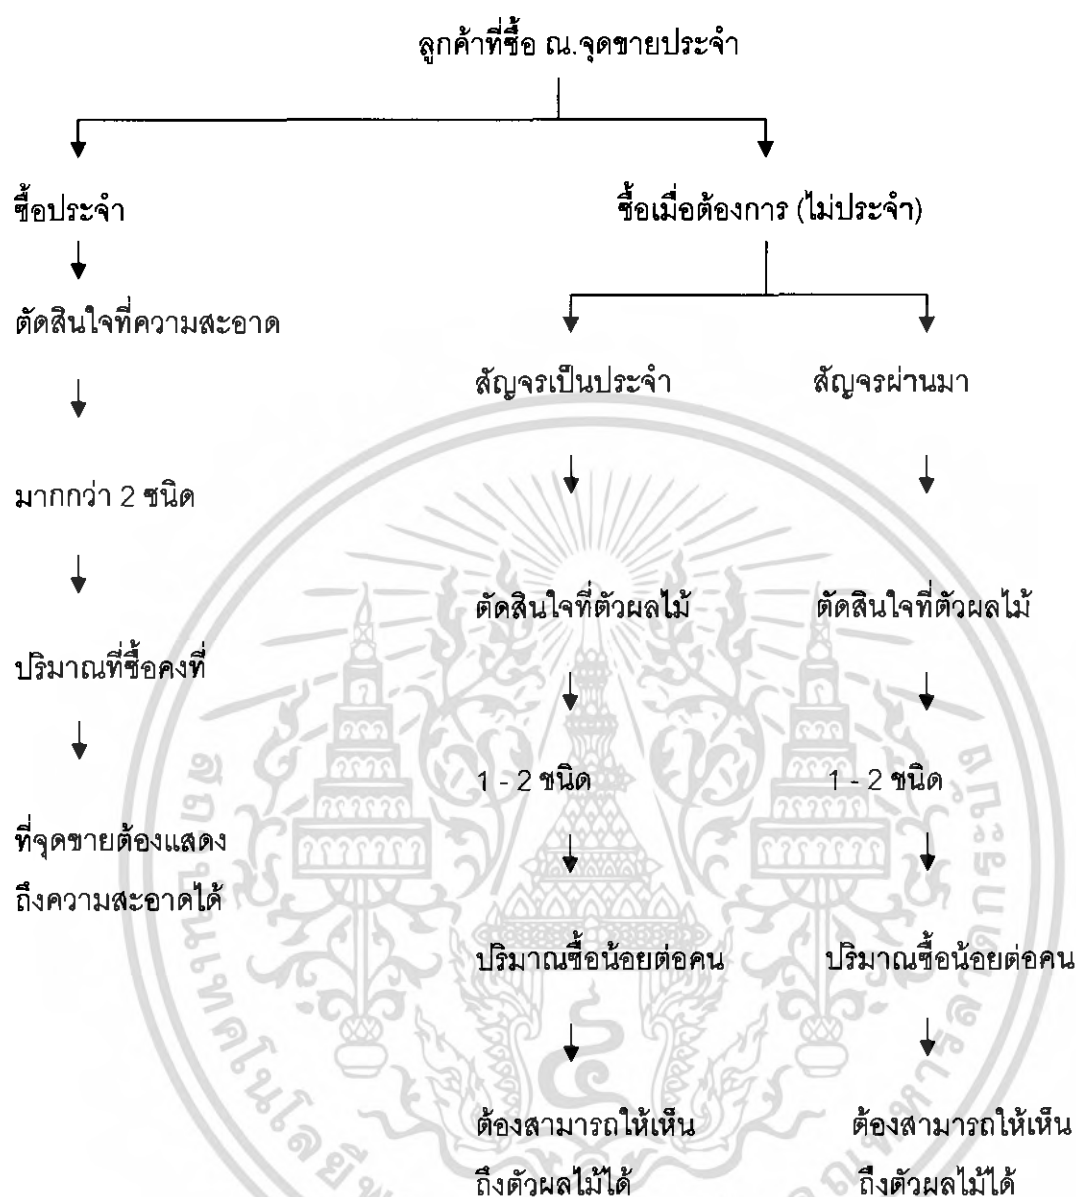 ลูกค้าที่ซื้อ ณ.จุดขายประจำ
ซื้อประจำ
ซื้อเมื่อต้องการ (ไม่ประจำ)
ตัดสินใจที่ความสะอาด
สัญจรเป็นประจำ
สัญจรผ่านมา
มากกว่า 2 ชนิด
ตัดสินใจที่ตัวผลไม้
ตัดสินใจที่ตัวผลไม้
ปริมาณที่ซื้อคงที่
1 - 2 ชนิด
1 - 2 ชนิด
ที่จุดขายต้องแสดง
ถึงความสะอาดได้
ปริมาณซื้อน้อยต่อคน
ปริมาณซื้อน้อยต่อคน
ต้องสามารถให้เห็น
ถึงตัวผลไม้ได้
ต้องสามารถให้เห็น
ถึงตัวผลไม้ได้